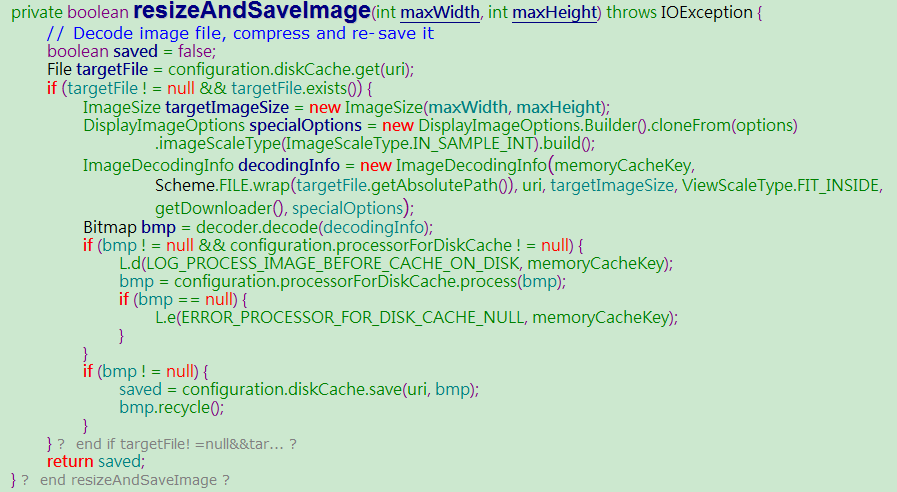 private boolean resizeAndSaveImage(int maxWidth, int maxHeight) throws IOException {
// Decode image file, compress and re-save it
boolean saved = false;
File targetFile = configuration.diskCache.get(uri);
if (targetFile ! = null && targetFile.exists()) {
ImageSize targetImageSize = new ImageSize(maxWidth, maxHeight);
DisplayImageOptions specialOptions = new DisplayImageOptions.Builder().cloneFrom(options)
.imageScaleType(ImageScaleType.IN_SAMPLE_INT).build();
ImageDecodingInfo decodingInfo = new ImageDecodingInfo(memoryCacheKey,
Scheme.FILE.wrap(targetFile.getAbsolutePath()), uri, targetImageSize, ViewScaleType.FIT_INSIDE,
getDownloader(), specialOptions);
Bitmap bmp = decoder.decode(decodingInfo);
if (bmp ! = null && configuration.processorForDiskCache ! = null) {
L.d(LOG_PROCESS_IMAGE_BEFORE_CACHE_ON_DISK, memoryCacheKey);
bmp = configuration.processorForDiskCache.process(bmp);
if (bmp == null) {
L.e(ERROR_PROCESSOR_FOR_DISK_CACHE_NULL, memoryCacheKey);
}
}
if (bmp ! = null) {
saved = configuration.diskCache.save(uri, bmp);
bmp.recycle();
}
} ? end if targetFile! =null&&tar... ?
return saved;
} ? end resizeAndSaveImage ?